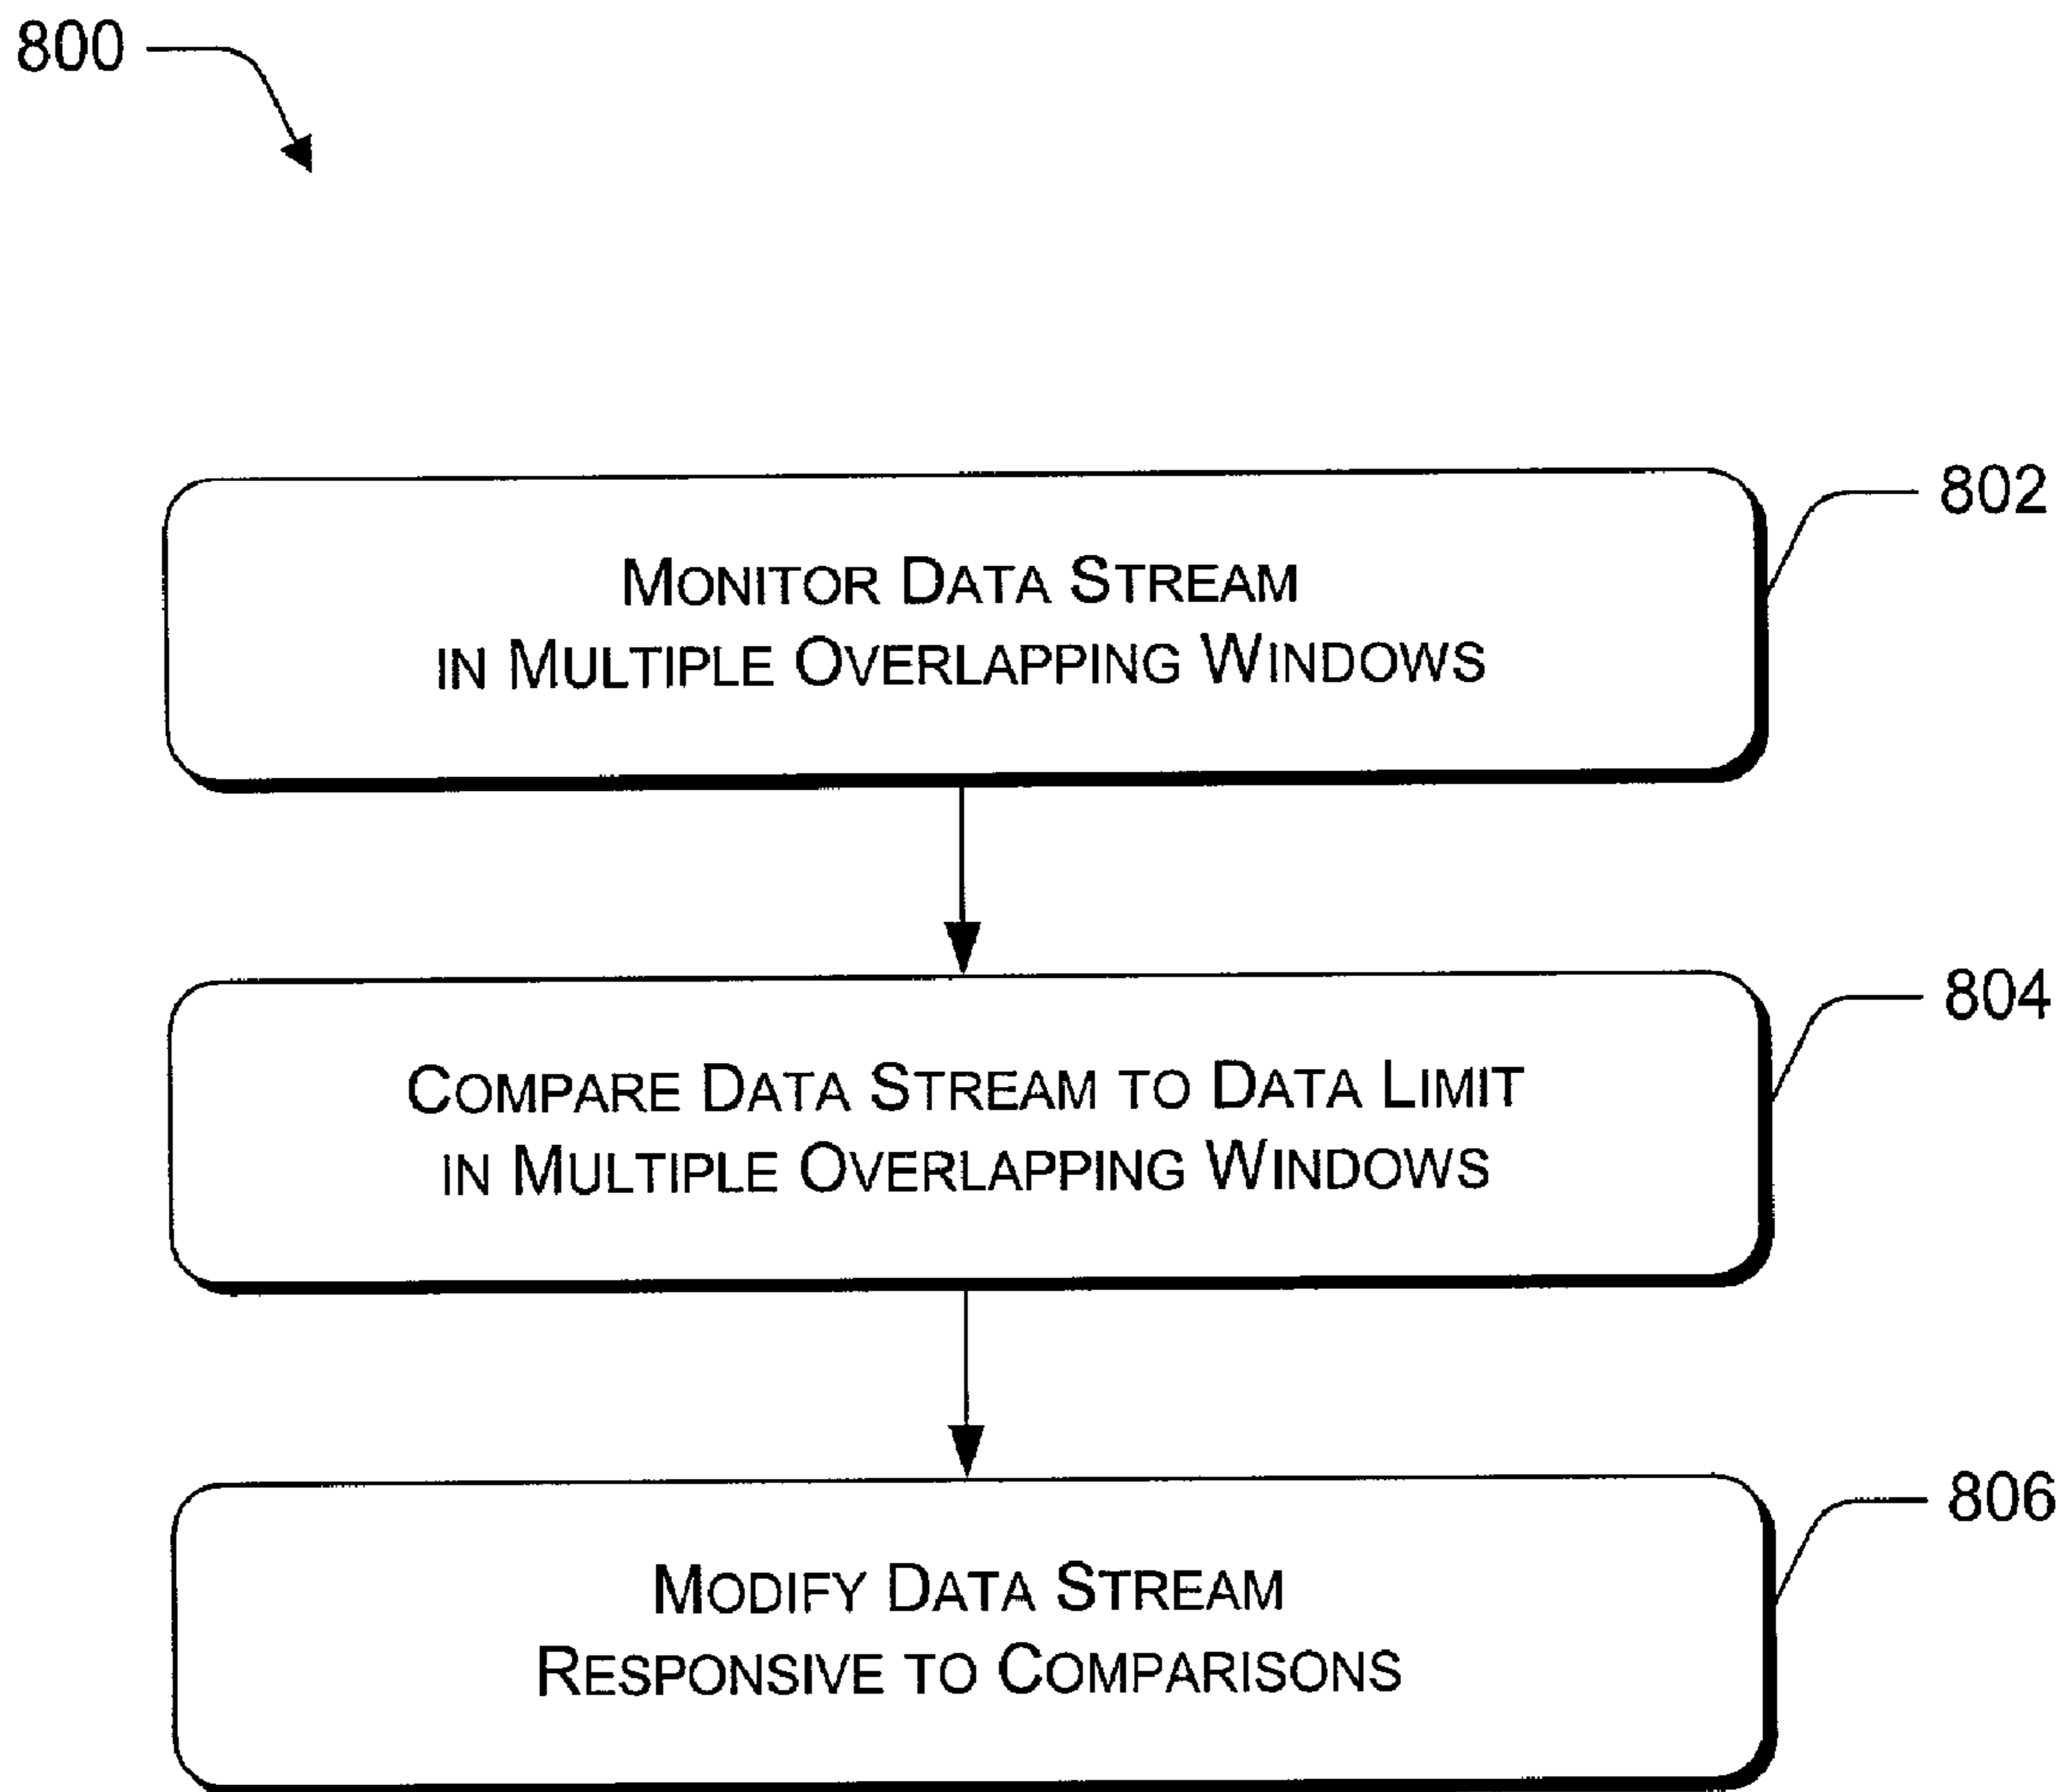 800
802
MONITOR DATA STREAM
IN MULTIPLE OVERLAPPING WINDOWS
804
COMPARE DATA STREAM TO DATA LIMIT
IN MULTIPLE OVERLAPPING WINDOWS
806
MODIFY DATA STREAM
RESPONSIVE TO COMPARISONS